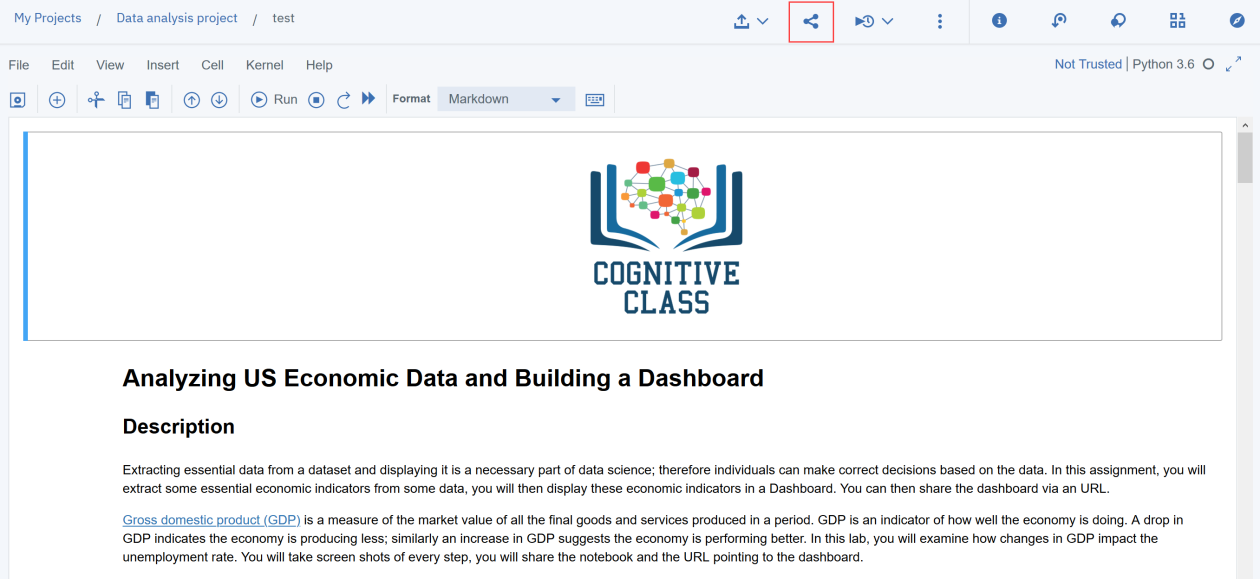 My Projects / Data analysis project / test
File Edit View Insert Cell Kernel Help Not Trusted | Python 3.6
Run Format Markdown
COGNITIVE
CLASS
Analyzing US Economic Data and Building a Dashboard
Description
Extracting essential data from a dataset and displaying it is a necessary part of data science; therefore individuals can make correct decisions based on the data. In this assignment, you will
extract some essential economic indicators from some data, you will then display these economic indicators in a Dashboard. You can then share the dashboard via an URL.
Gross domestic product (GDP) is a measure of the market value of all the final goods and services produced in a period. GDP is an indicator of how well the economy is doing. A drop in
GDP indicates the economy is producing less; similarly an increase in GDP suggests the economy is performing better. In this lab, you will examine how changes in GDP impact the
unemployment rate. You will take screen shots of every step, you will share the notebook and the URL pointing to the dashboard.